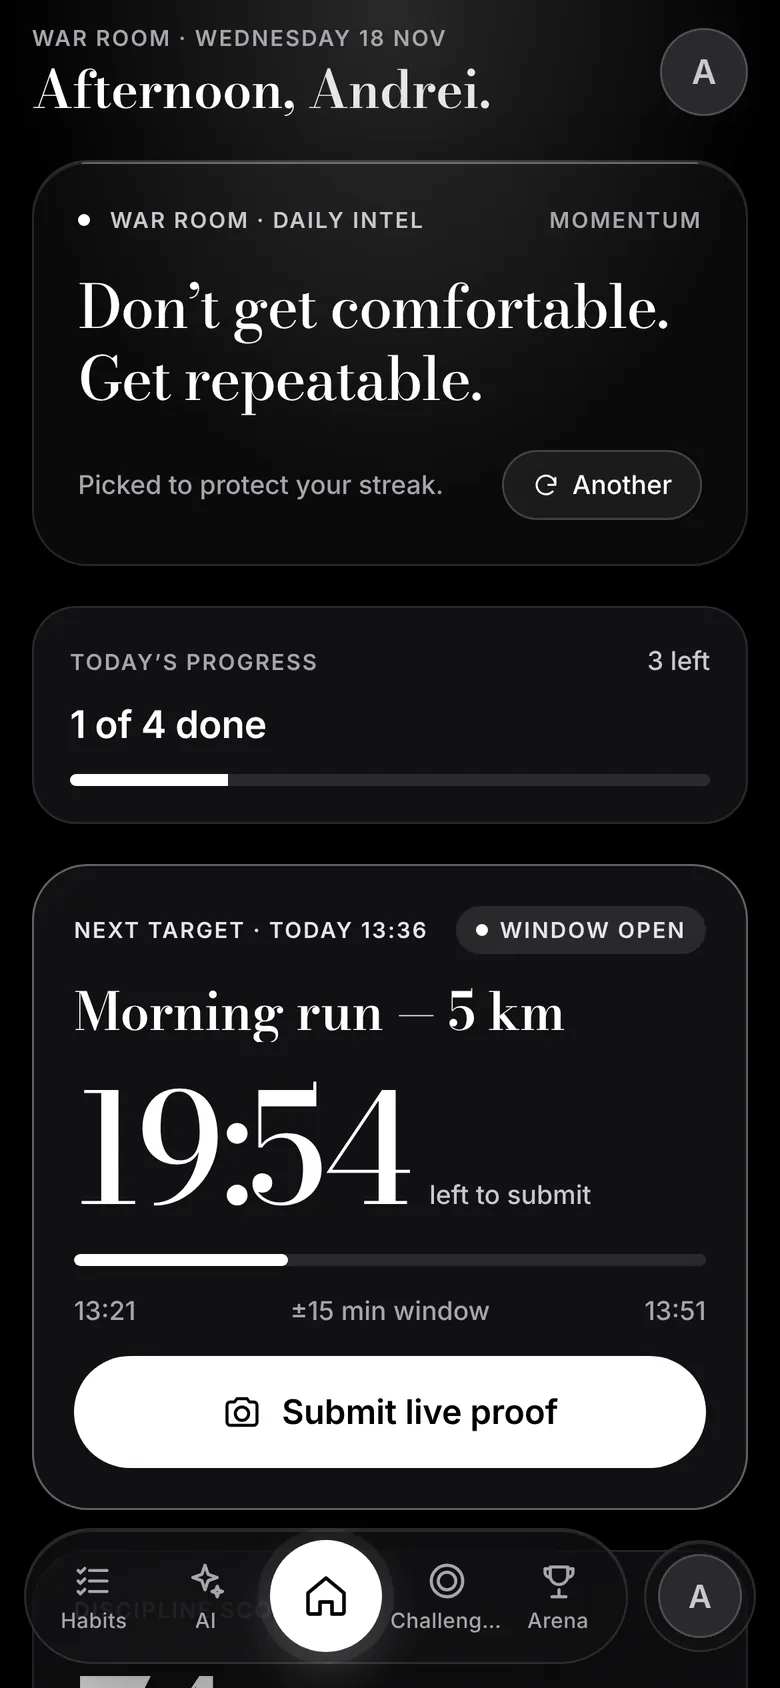 WAR ROOM · WEDNESDAY 18 NOV
Afternoon, Andrei.
A
WAR ROOM · DAILY INTEL
MOMENTUM
Don’t get comfortable.
Get repeatable.
Picked to protect your streak.
Another
TODAY’S PROGRESS
3 left
1 of 4 done
NEXT TARGET · TODAY 13:36
WINDOW OPEN
Morning run — 5 km
19:54 left to submit
13:21
±15 min window
13:51
Submit live proof
DISCIPLINE
Habits
AI
Challeng...
Arena
A